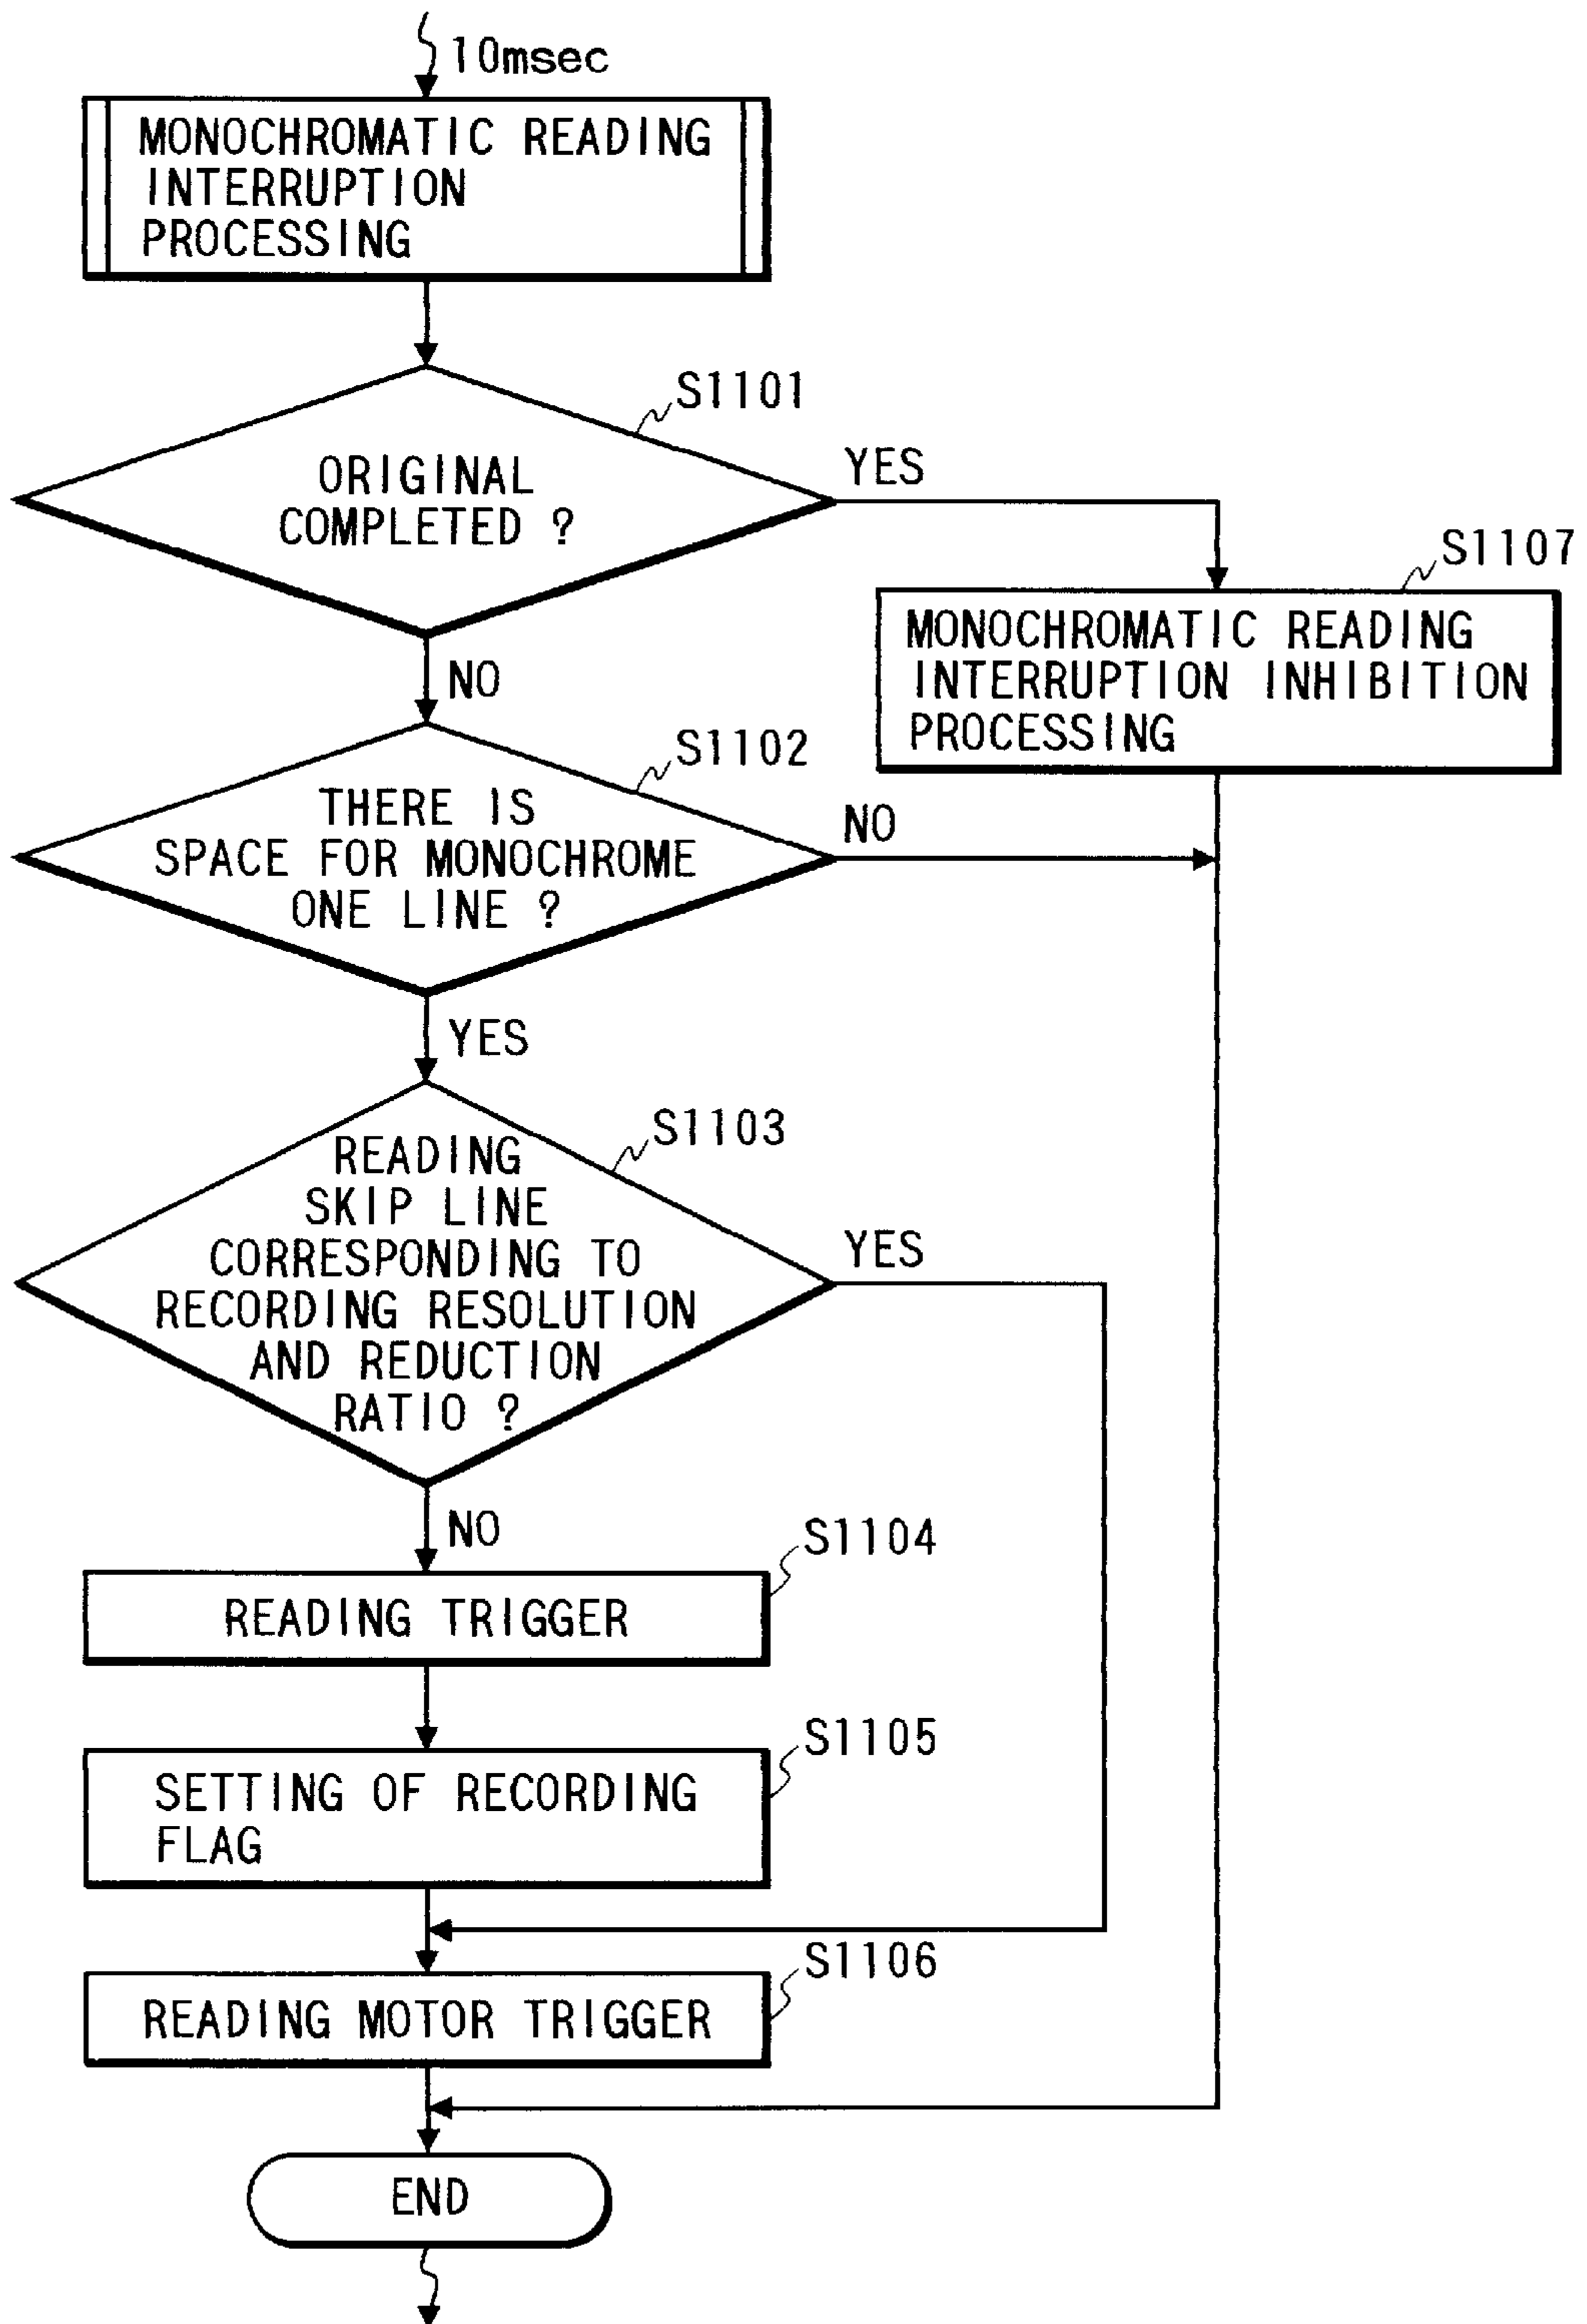 10msec
MONOCHROMATIC READING
INTERRUPTION
PROCESSING
S1101
ORIGINAL
COMPLETED ?
YES
NO
S1107
MONOCHROMATIC READING
INTERRUPTION INHIBITION
PROCESSING
S1102
THERE IS
SPACE FOR MONOCHROME
ONE LINE ?
NO
YES
S1103
READING
SKIP LINE
CORRESPONDING TO
RECORDING RESOLUTION
AND REDUCTION
RATIO ?
YES
NO
S1104
READING TRIGGER
S1105
SETTING OF RECORDING
FLAG
S1106
READING MOTOR TRIGGER
END